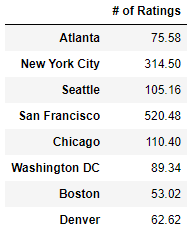 # of Ratings
Atlanta 75.58
New York City 314.50
Seattle 105.16
San Francisco 520.48
Chicago 110.40
Washington DC 89.34
Boston 53.02
Denver 62.62